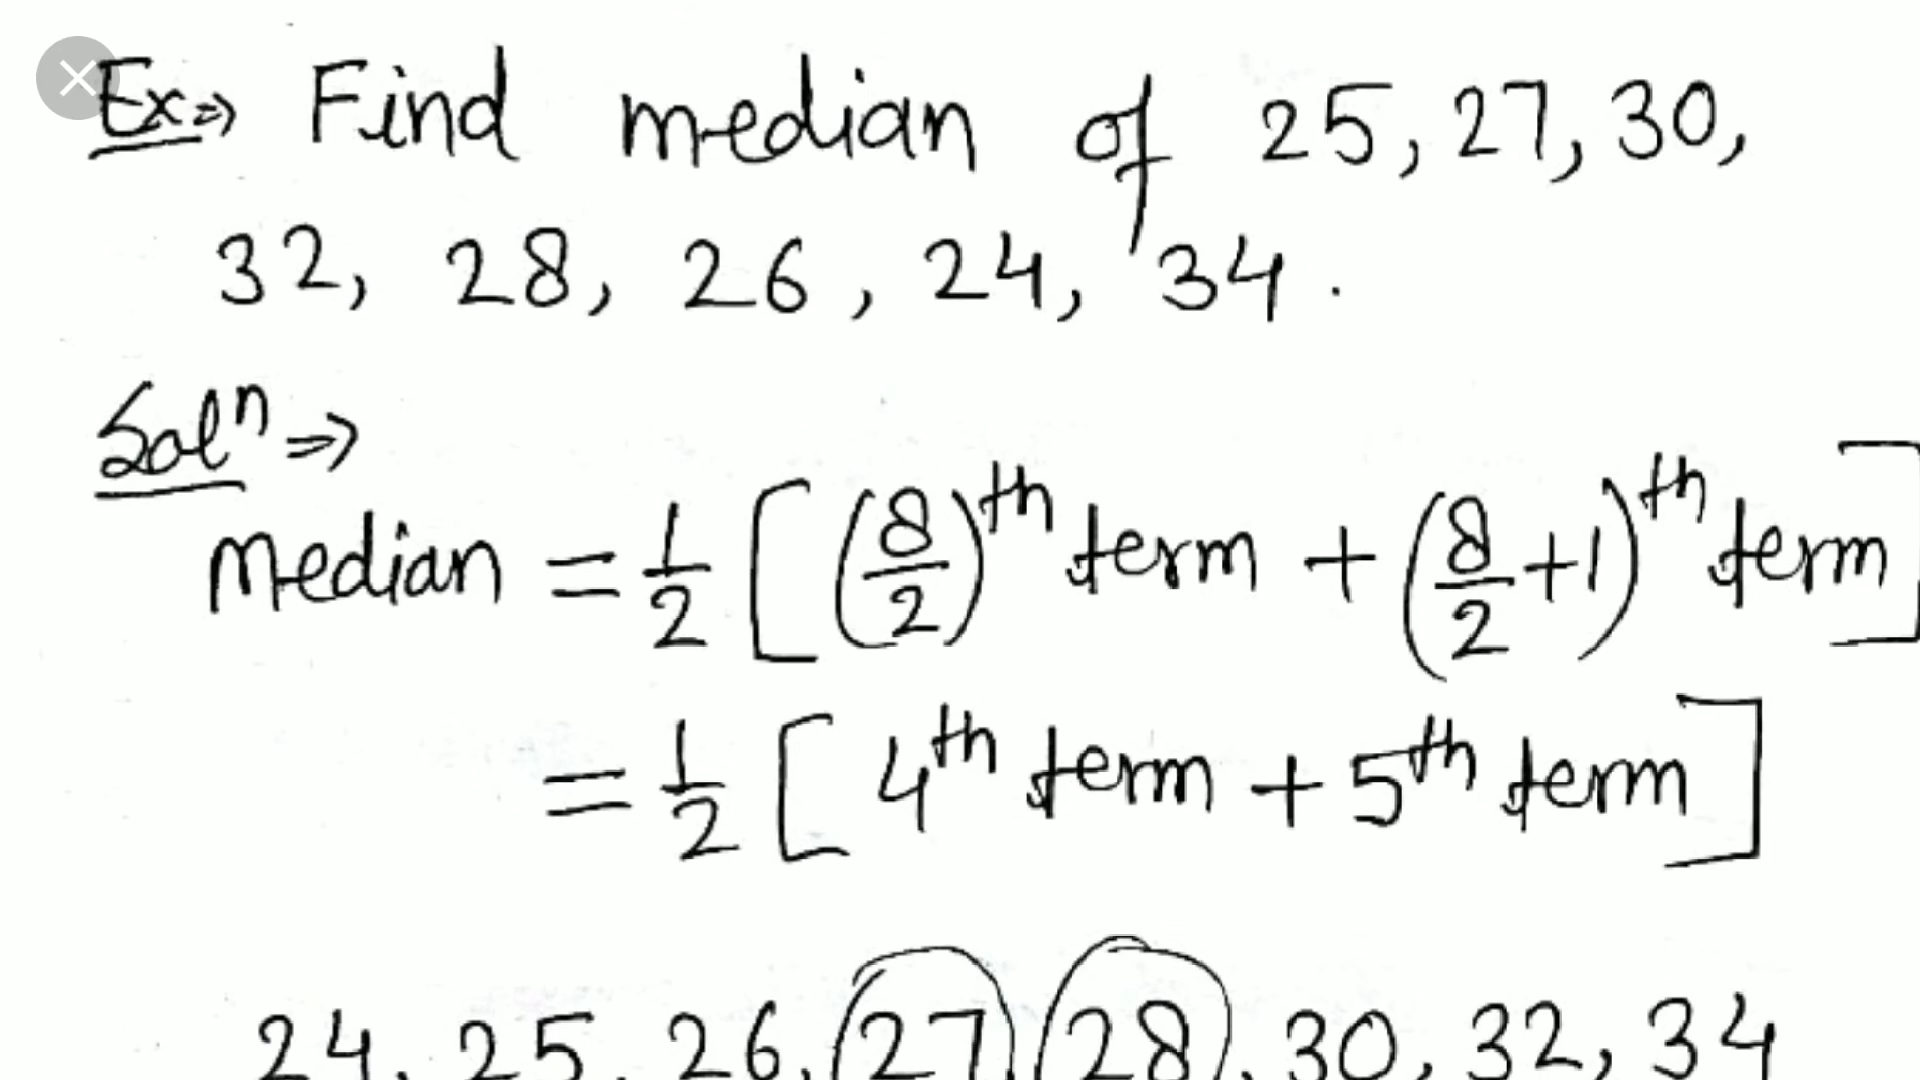 Ex⇒ Find median of 25, 27, 30,
32, 28, 26, 24, 34.
Solⁿ ⇒
Median = 1/2 [ (8/2)th term + (8/2 + 1)th term ]
= 1/2 [ 4th term + 5th term ]
24, 25, 26, 27, 28, 30, 32, 34